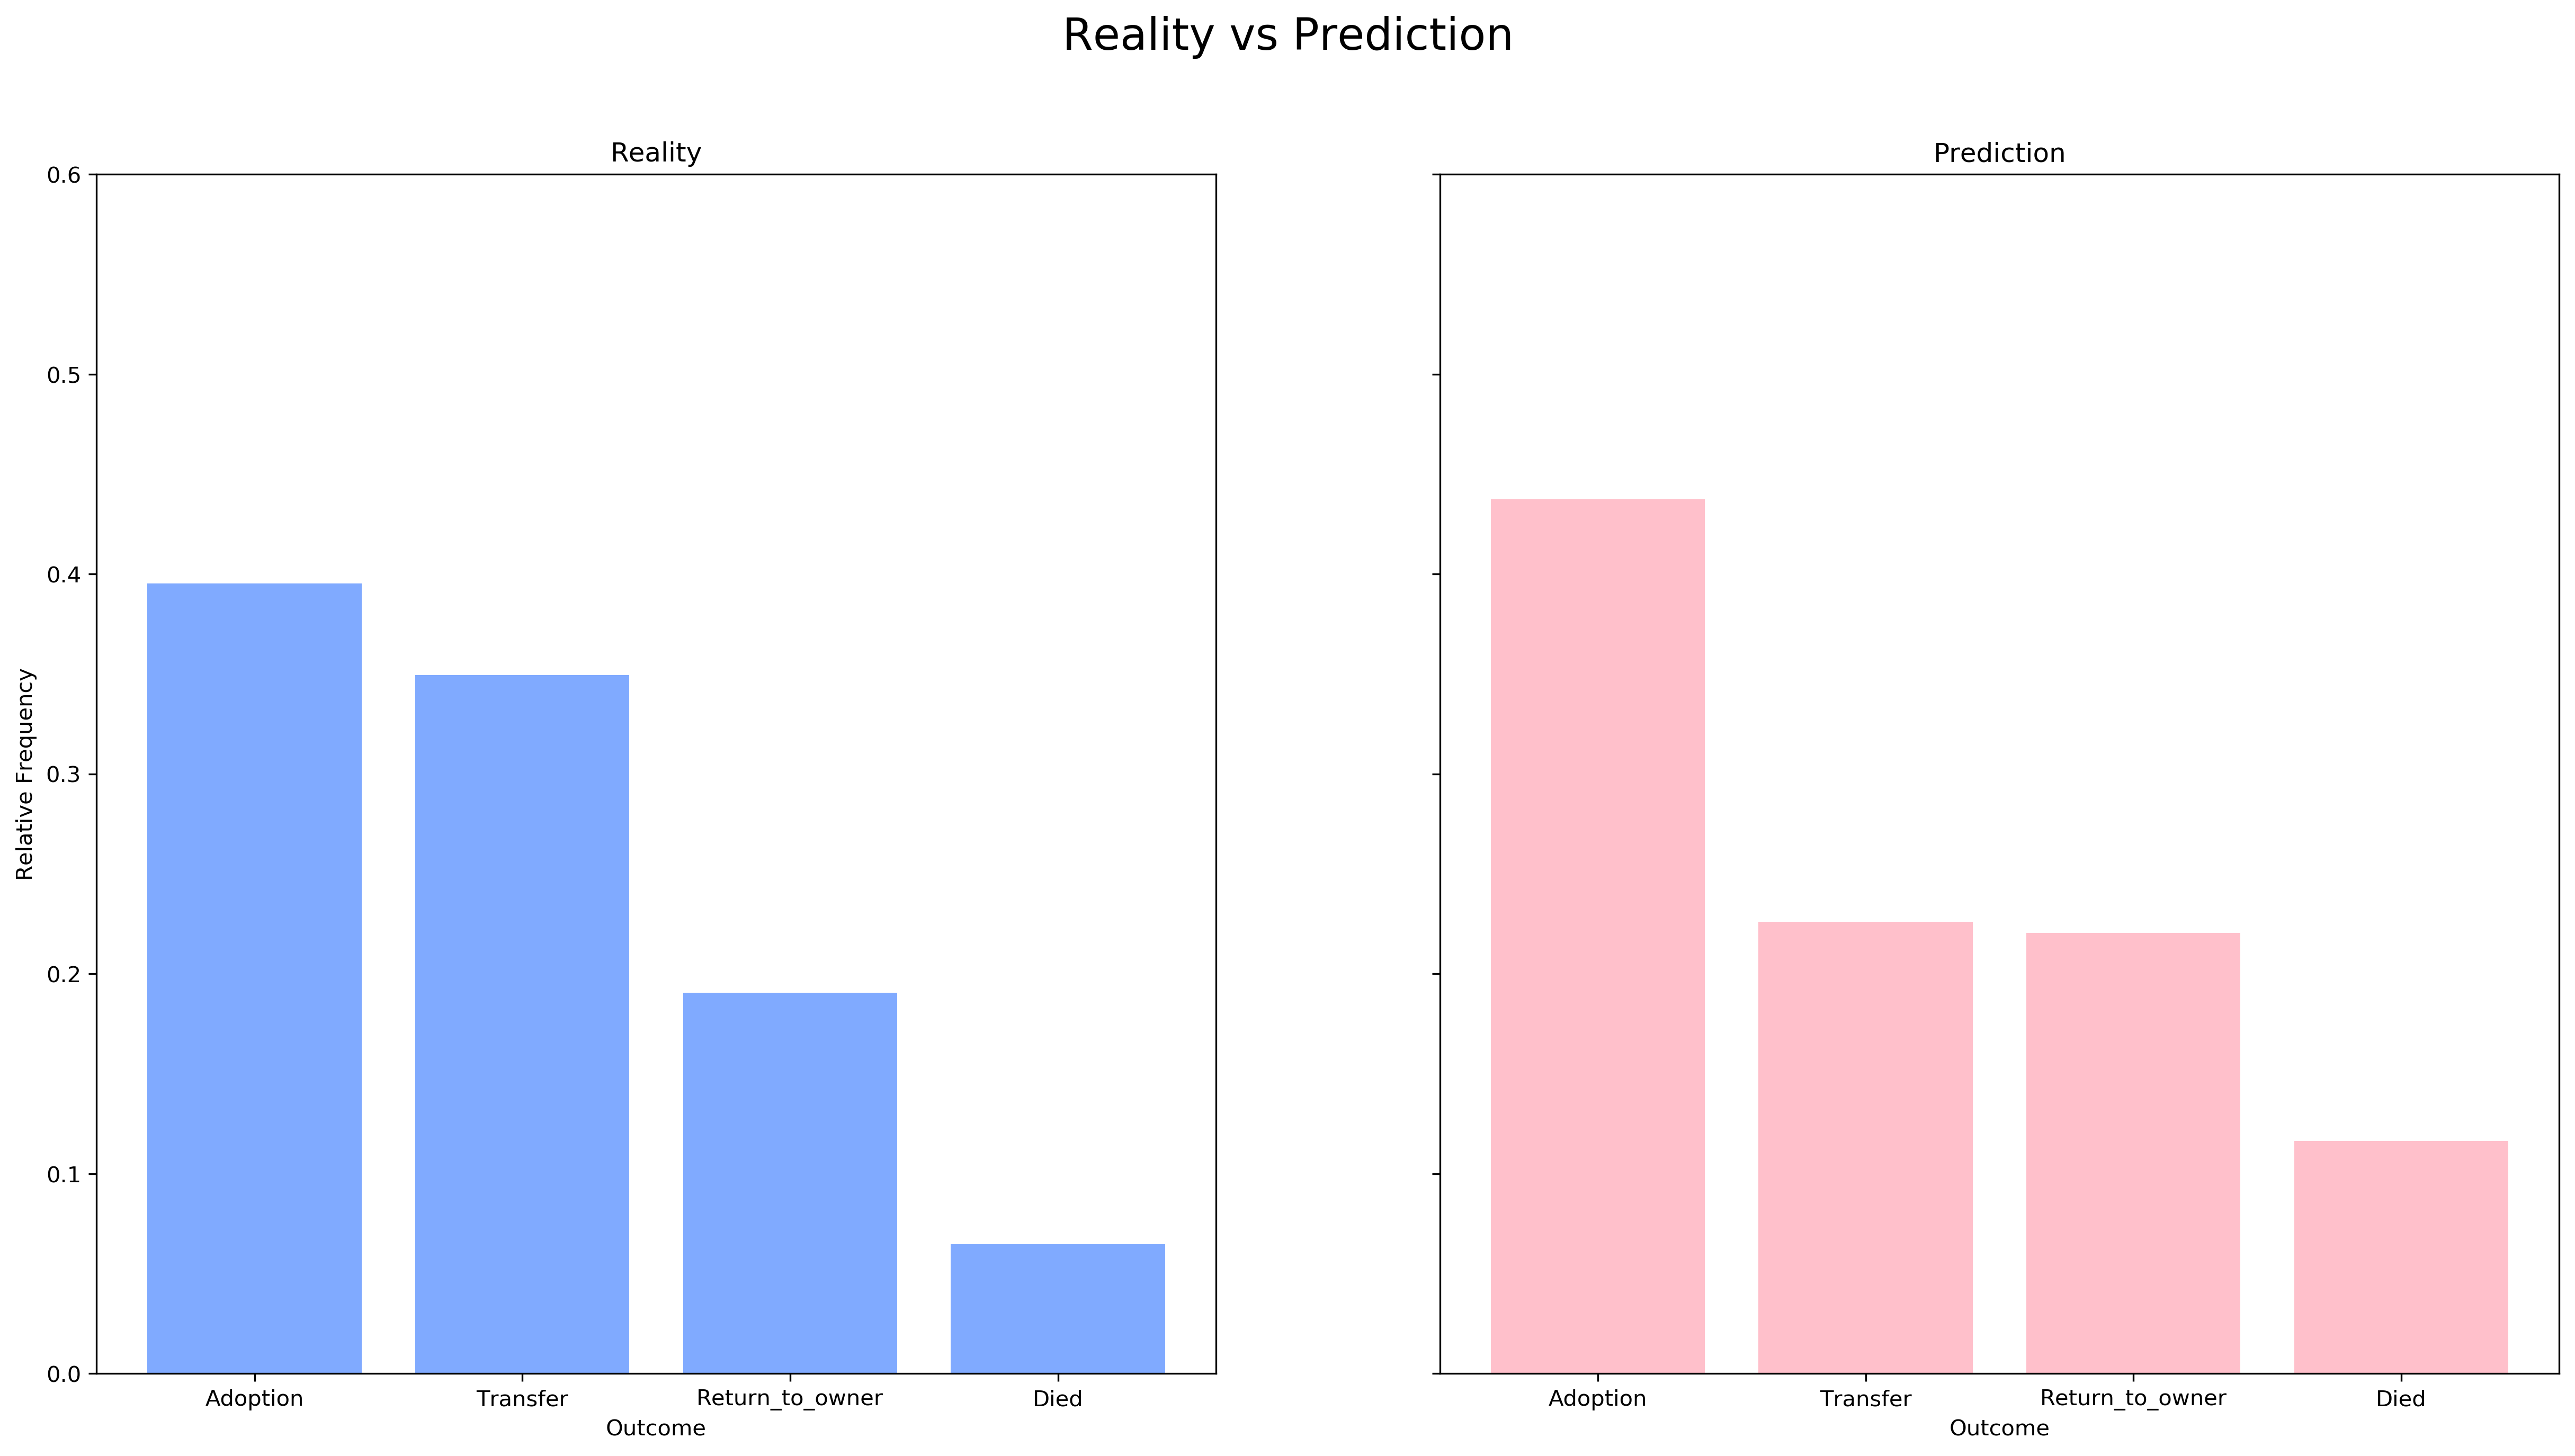 Reality vs Prediction
Reality
0.6
0.5
0.4
0.3
0.2
0.1
0.0
Relative Frequency
Adoption Transfer Return_to_owner Died
Outcome
Prediction
Adoption Transfer Return_to_owner Died
Outcome